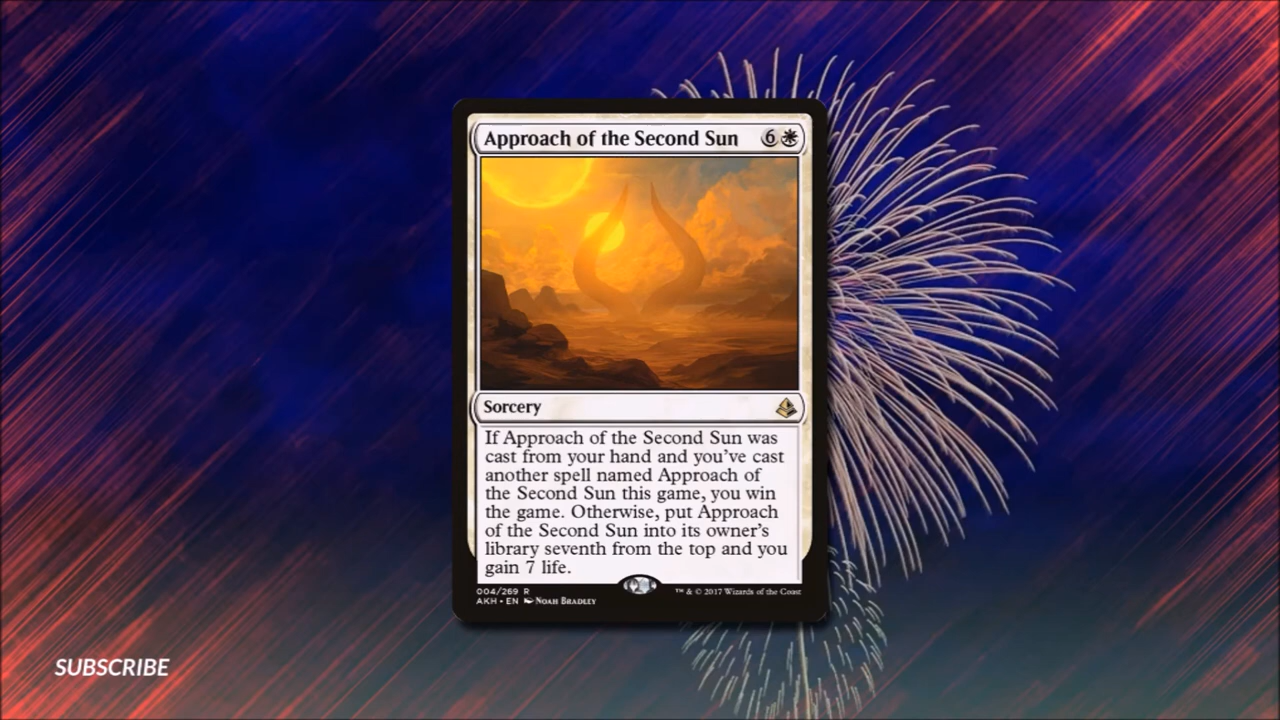 Approach of the Second Sun 6
Sorcery
If Approach of the Second Sun was
cast from your hand and you've cast
another spell named Approach of
the Second Sun this game, you win
the game. Otherwise, put Approach
of the Second Sun into its owner's
library seventh from the top and you
gain 7 life.
004/269 R
AKH • EN Noah Bradley
™ & © 2017 Wizards of the Coast
SUBSCRIBE